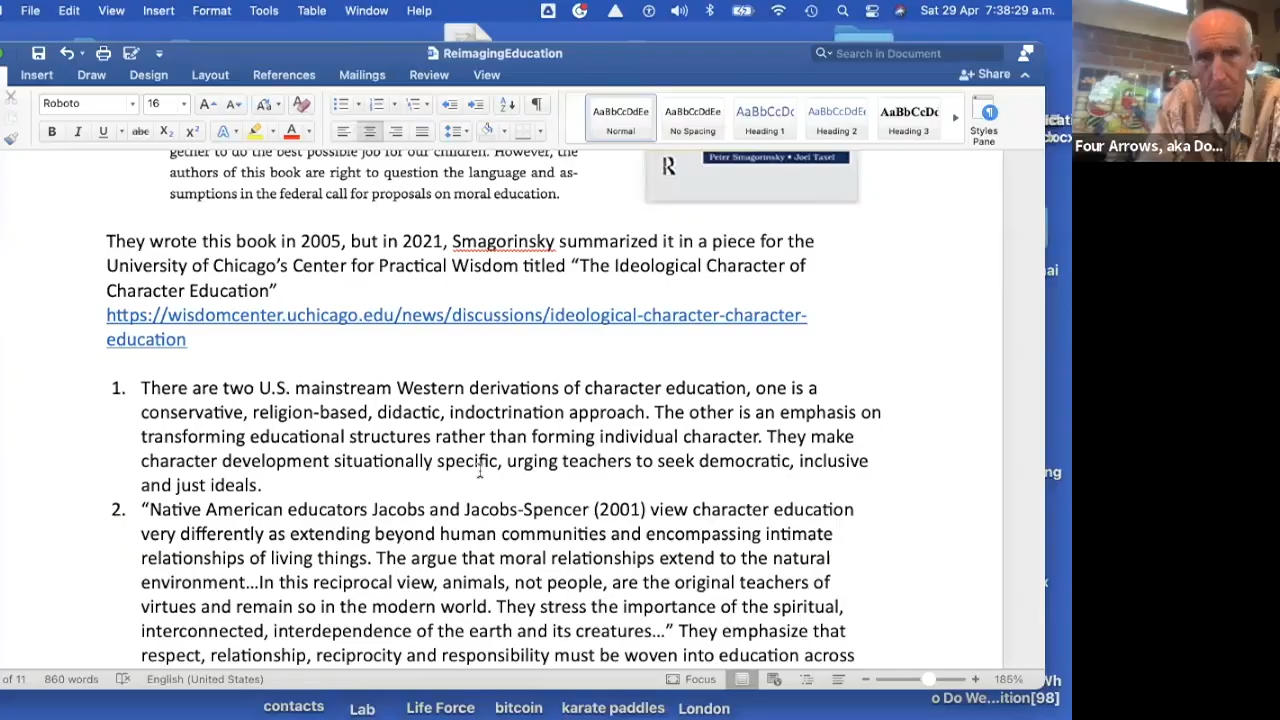 File Edit View Insert Format Tools Table Window Help Sat 29 Apr 7:38:29 a.m.
ReimagingEducation
Search in Document
Insert Draw Design Layout References Mailings Review View Share
Roboto 16
AaBbCcDdEe AaBbCcDdEe AaBbCcDc AaBbCcDdEe AaBbCcDc
Normal No Spacing Heading 1 Heading 2 Heading 3
Styles
Pane
Four Arrows, aka Do...
gether to do the best possible job for our children. However, the
authors of this book are right to question the language and as-
sumptions in the federal call for proposals on moral education.
Peter Smagorinsky • Joel Taxel
R
They wrote this book in 2005, but in 2021, Smagorinsky summarized it in a piece for the
University of Chicago’s Center for Practical Wisdom titled “The Ideological Character of
Character Education”
https://wisdomcenter.uchicago.edu/news/discussions/ideological-character-character-
education
1. There are two U.S. mainstream Western derivations of character education, one is a
conservative, religion-based, didactic, indoctrination approach. The other is an emphasis on
transforming educational structures rather than forming individual character. They make
character development situationally specific, urging teachers to seek democratic, inclusive
and just ideals.
2. “Native American educators Jacobs and Jacobs-Spencer (2001) view character education
very differently as extending beyond human communities and encompassing intimate
relationships of living things. The argue that moral relationships extend to the natural
environment...In this reciprocal view, animals, not people, are the original teachers of
virtues and remain so in the modern world. They stress the importance of the spiritual,
interconnected, interdependence of the earth and its creatures...” They emphasize that
respect, relationship, reciprocity and responsibility must be woven into education across
of 11 860 words English (United States) Focus 185%
contacts Lab Life Force bitcoin karate paddles London
o Do We...ition[98]